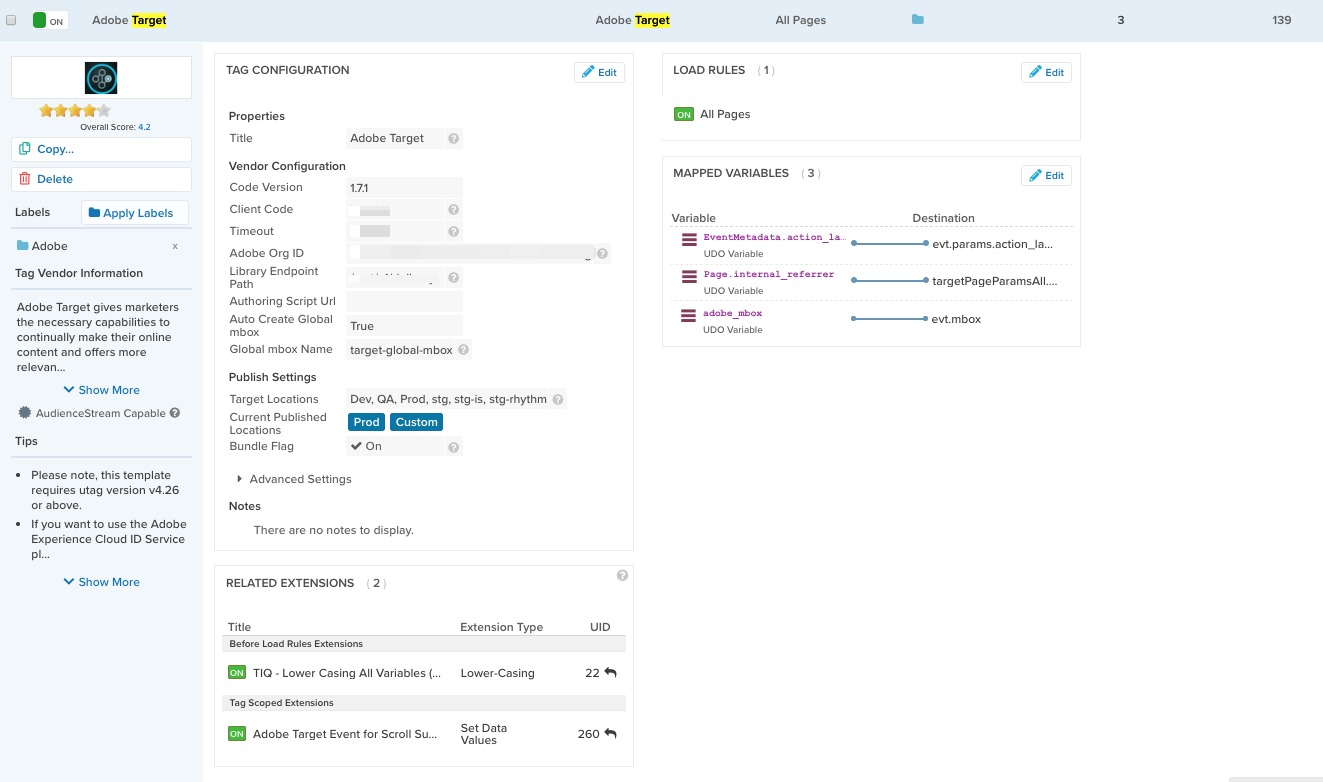 ON Adobe Target Adobe Target All Pages 3 139
Overall Score: 4.2
Copy...
Delete
Labels Apply Labels
Adobe x
Tag Vendor Information
Adobe Target gives marketers
the necessary capabilities to
continually make their online
content and offers more
relevan...
Show More
AudienceStream Capable ?
Tips
• Please note, this template
requires utag version v4.26
or above.
• If you want to use the Adobe
Experience Cloud ID Service
pl...
Show More
TAG CONFIGURATION Edit
Properties
Title Adobe Target ?
Vendor Configuration
Code Version 1.7.1
Client Code ?
Timeout ?
Adobe Org ID ?
Library Endpoint
Path ?
Authoring Script Url
Auto Create Global
mbox True
Global mbox Name target-global-mbox ?
Publish Settings
Target Locations Dev, QA, Prod, stg, stg-is, stg-rhythm ?
Current Published
Locations Prod Custom
Bundle Flag On ?
Advanced Settings
Notes
There are no notes to display.
RELATED EXTENSIONS ( 2 ) ?
Title Extension Type UID
Before Load Rules Extensions
ON TIQ - Lower Casing All Variables (... Lower-Casing 22
Tag Scoped Extensions
ON Adobe Target Event for Scroll Su... Set Data
Values 260
LOAD RULES ( 1 ) Edit
ON All Pages
MAPPED VARIABLES ( 3 ) Edit
Variable Destination
EventMetadata.action_la… evt.params.action_la...
UDO Variable
Page.internal_referrer targetPageParamsAll....
UDO Variable
adobe_mbox evt.mbox
UDO Variable